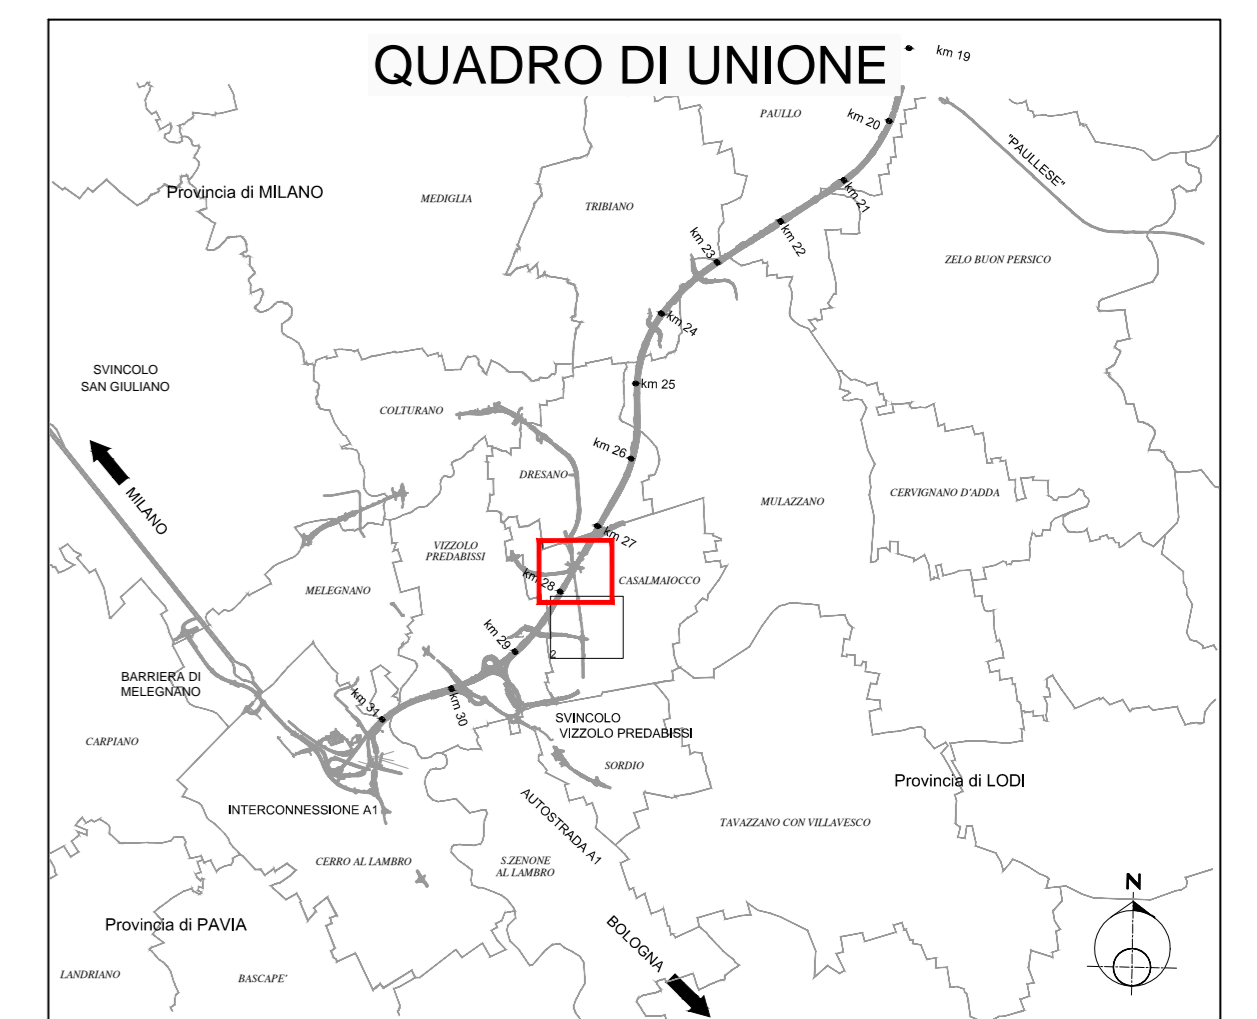 QUADRO DI UNIONE
km 19
PAULLO
km 20
"PAULLESE"
Provincia di MILANO
MEDIGLIA
TRIBIANO
km 21
km 22
km 23
ZELO BUON PERSICO
km 24
SVINCOLO
SAN GIULIANO
km 25
COLTURANO
km 26
DRESANO
MULAZZANO
CERVIGNANO D'ADDA
MILANO
km 27
VIZZOLO
PREDABISSI
km 28
CASALMAIOCCO
MELEGNANO
1
km 29
2
BARRIERA DI
MELEGNANO
km 31
km 30
SVINCOLO
VIZZOLO PREDABISSI
CARPIANO
SORDIO
Provincia di LODI
INTERCONNESSIONE A1
AUTOSTRADA A1
TAVAZZANO CON VILLAVESCO
CERRO AL LAMBRO
S.ZENONE
AL LAMBRO
N
Provincia di PAVIA
BOLOGNA
LANDRIANO
BASCAPE'